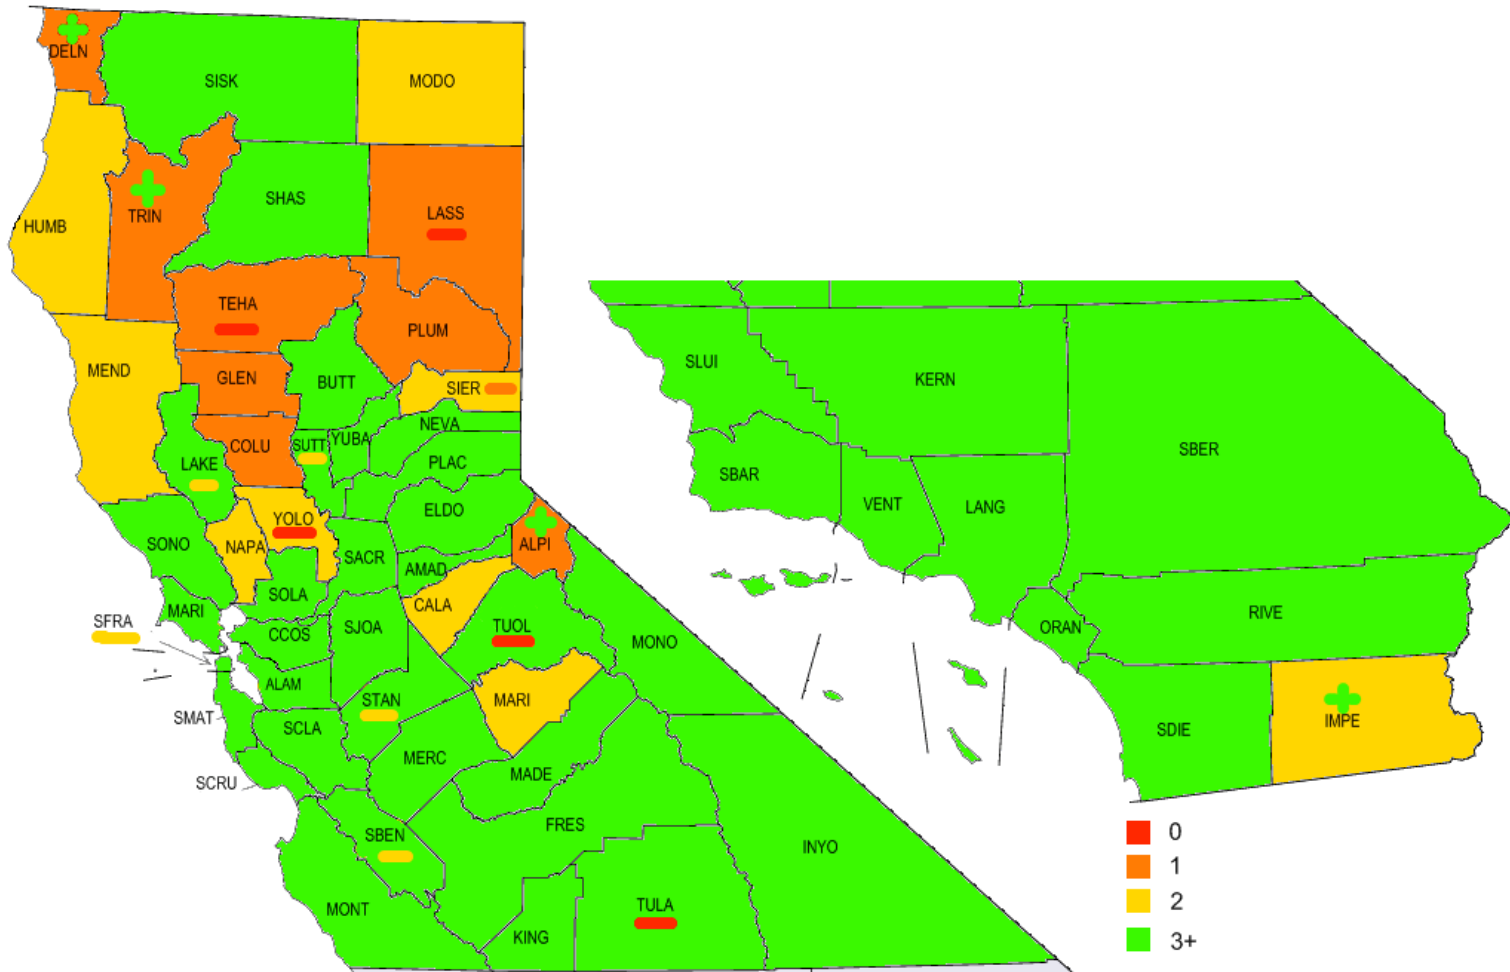 DELN
SISK
MODO
TRIN
SHAS
LASS
HUMB
TEHA
PLUM
MEND
GLEN
BUTT
SIER
NEVA
COLU
SUTT
YUBA
LAKE
PLAC
ELDO
YOLO
SONO
NAPA
SACR
ALPI
AMAD
SOLA
CALA
MARI
SFRA
CCOS
SJOA
TUOL
MONO
ALAM
STAN
MARI
SMAT
SCLA
MERC
MADE
SCRU
FRES
SBEN
INYO
MONT
TULA
KING
SLUI
KERN
SBER
SBAR
VENT
LANG
RIVE
ORAN
IMPE
SDIE
0
1
2
3+